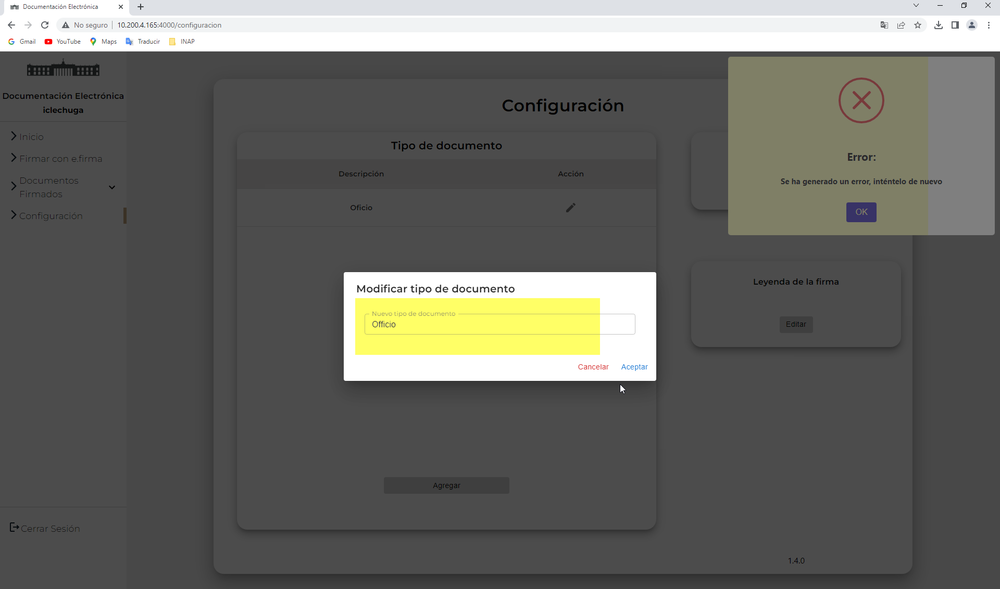 Documentación Electrónica
No seguro
10.200.4.165:4000/configuracion
Gmail
YouTube
Maps
Traducir
INAP
Documentación Electrónica
iclechuga
Inicio
Firmar con e.firma
Documentos
Firmados
Configuración
Cerrar Sesión
Configuración
Tipo de documento
Descripción
Acción
Oficio
Agregar
Modificar tipo de documento
Nuevo tipo de documento
Officio
Cancelar
Aceptar
Error:
Se ha generado un error, inténtelo de nuevo
OK
Leyenda de la firma
Editar
1.4.0